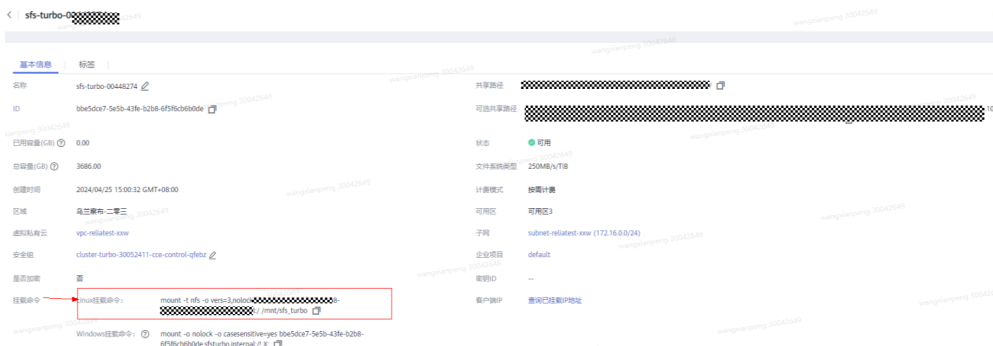 sfs-turbo-0
基本信息 标签
名称 sfs-turbo-00448274 共享路径
ID bbe5dce7-5e5b-43fe-b2b8-6f5f6cb6b0de 可选共享路径
已用容量(GB) 0.00 状态 可用
总容量(GB) 3686.00 文件系统类型 250MB/s/TiB
创建时间 2024/04/25 15:00:32 GMT+08:00 计费模式 按需计费
区域 乌兰察布-二零三 可用区 可用区3
虚拟私有云 vpc-reliatest-xxw 子网 subnet-reliatest-xxw (172.16.0.0/24)
安全组 cluster-turbo-30052411-cce-control-qfebz 企业项目 default
是否加密 否 密钥ID --
挂载命令 Linux挂载命令： mount -t nfs -o vers=3,nolock 客户端IP 查询已挂载IP地址
:/ /mnt/sfs_turbo
Windows挂载命令： mount -o nolock -o casesensitive=yes bbe5dce7-5e5b-43fe-b2b8-
6f5f6cb6b0de.sfsturbo.internal:/! X: